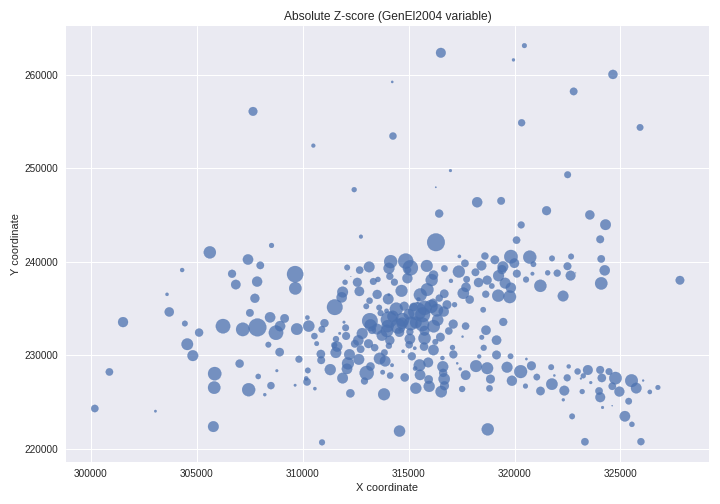 Absolute Z-score (GenEl2004 variable)
260000
250000
240000
230000
220000
Y coordinate
300000 305000 310000 315000 320000 325000
X coordinate